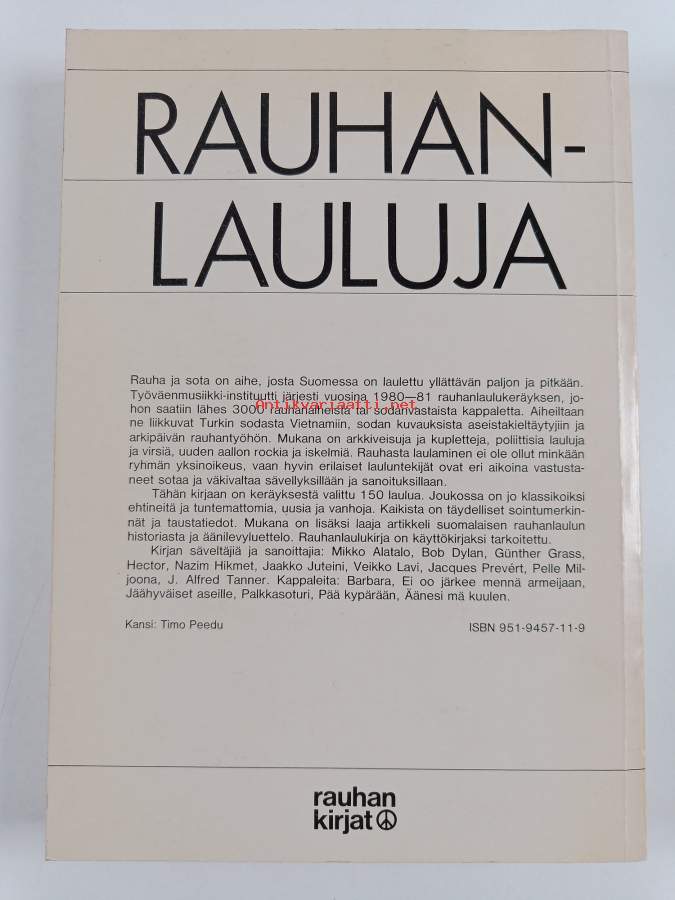 RAUHAN-
LAULUJA
Rauha ja sota on aihe, josta Suomessa on laulettu yllättävän paljon ja pitkään.
Työväenmusiikki-instituutti järjesti vuosina 1980—81 rauhanlaulukeräyksen, jo-
hon saatiin lähes 3000 rauhanaiheista tai sodanvastaista kappaletta. Aiheiltaan
Antikvariaatti.net
ne liikkuvat Turkin sodasta Vietnamiin, sodan kuvauksista aseistakieltäytyjiin ja
arkipäivän rauhantyöhön. Mukana on arkkiveisuja ja kupletteja, poliittisia lauluja
ja virsiä, uuden aallon rockia ja iskelmiä. Rauhasta laulaminen ei ole ollut minkään
ryhmän yksinoikeus, vaan hyvin erilaiset lauluntekijät ovat eri aikoina vastusta-
neet sotaa ja väkivaltaa sävellyksillään ja sanoituksillaan.
Tähän kirjaan on keräyksestä valittu 150 laulua. Joukossa on jo klassikoiksi
ehtineitä ja tuntemattomia, uusia ja vanhoja. Kaikista on täydelliset sointumerkin-
nät ja taustatiedot. Mukana on lisäksi laaja artikkeli suomalaisen rauhanlaulun
historiasta ja äänilevyluettelo. Rauhanlaulukirja on käyttökirjaksi tarkoitettu.
Kirjan säveltäjiä ja sanoittajia: Mikko Alatalo, Bob Dylan, Günther Grass,
Hector, Nazim Hikmet, Jaakko Juteini, Veikko Lavi, Jacques Prevért, Pelle Mil-
joona, J. Alfred Tanner. Kappaleita: Barbara, Ei oo järkee mennä armeijaan,
Jäähyväiset aseille, Palkkasoturi, Pää kypärään, Äänesi mä kuulen.
Kansi: Timo Peedu
ISBN 951-9457-11-9
rauhan
kirjat